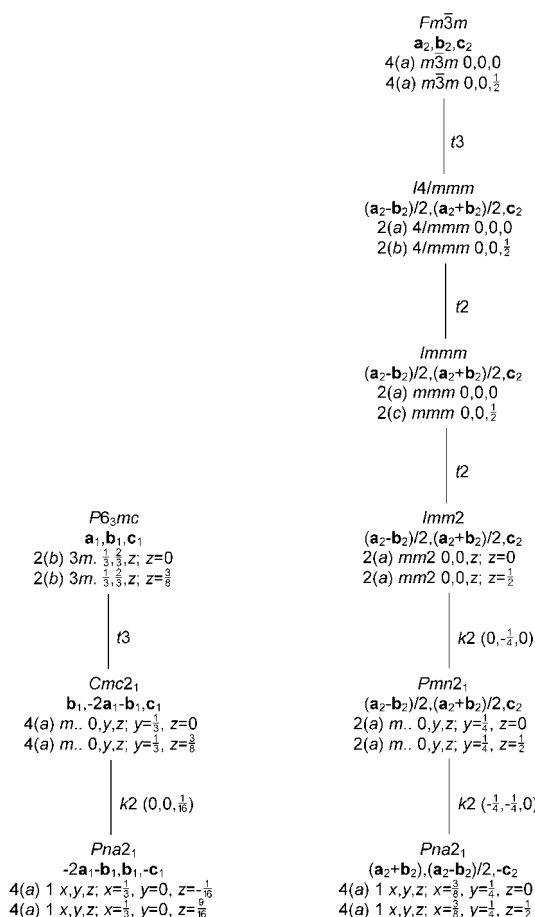 Fm3̅m
a₂,b₂,c₂
4(a) m3̅m 0,0,0
4(a) m3̅m 0,0,½
t3
I4/mmm
(a₂-b₂)/2,(a₂+b₂)/2,c₂
2(a) 4/mmm 0,0,0
2(b) 4/mmm 0,0,½
t2
Immm
(a₂-b₂)/2,(a₂+b₂)/2,c₂
2(a) mmm 0,0,0
2(c) mmm 0,0,½
t2
Imm2
(a₂-b₂)/2,(a₂+b₂)/2,c₂
2(a) mm2 0,0,z; z=0
2(a) mm2 0,0,z; z=½
k2 (0,-¼,0)
Pmn2₁
(a₂-b₂)/2,(a₂+b₂)/2,c₂
2(a) m.. 0,y,z; y=¼, z=0
2(a) m.. 0,y,z; y=¼, z=½
k2 (-¼,-¼,0)
Pna2₁
(a₂+b₂),(a₂-b₂)/2,-c₂
4(a) 1 x,y,z; x=⅜, y=¼, z=0
4(a) 1 x,y,z; x=⅜, y=¼, z=½
P6₃mc
a₁,b₁,c₁
2(b) 3m. ⅓,⅔,z; z=0
2(b) 3m. ⅓,⅔,z; z=⅜
t3
Cmc2₁
b₁,-2a₁-b₁,c₁
4(a) m.. 0,y,z; y=⅓, z=0
4(a) m.. 0,y,z; y=⅓, z=⅜
k2 (0,0,1/16)
Pna2₁
-2a₁-b₁,b₁,-c₁
4(a) 1 x,y,z; x=⅓, y=0, z=-1/16
4(a) 1 x,y,z; x=⅓, y=0, z=9/16